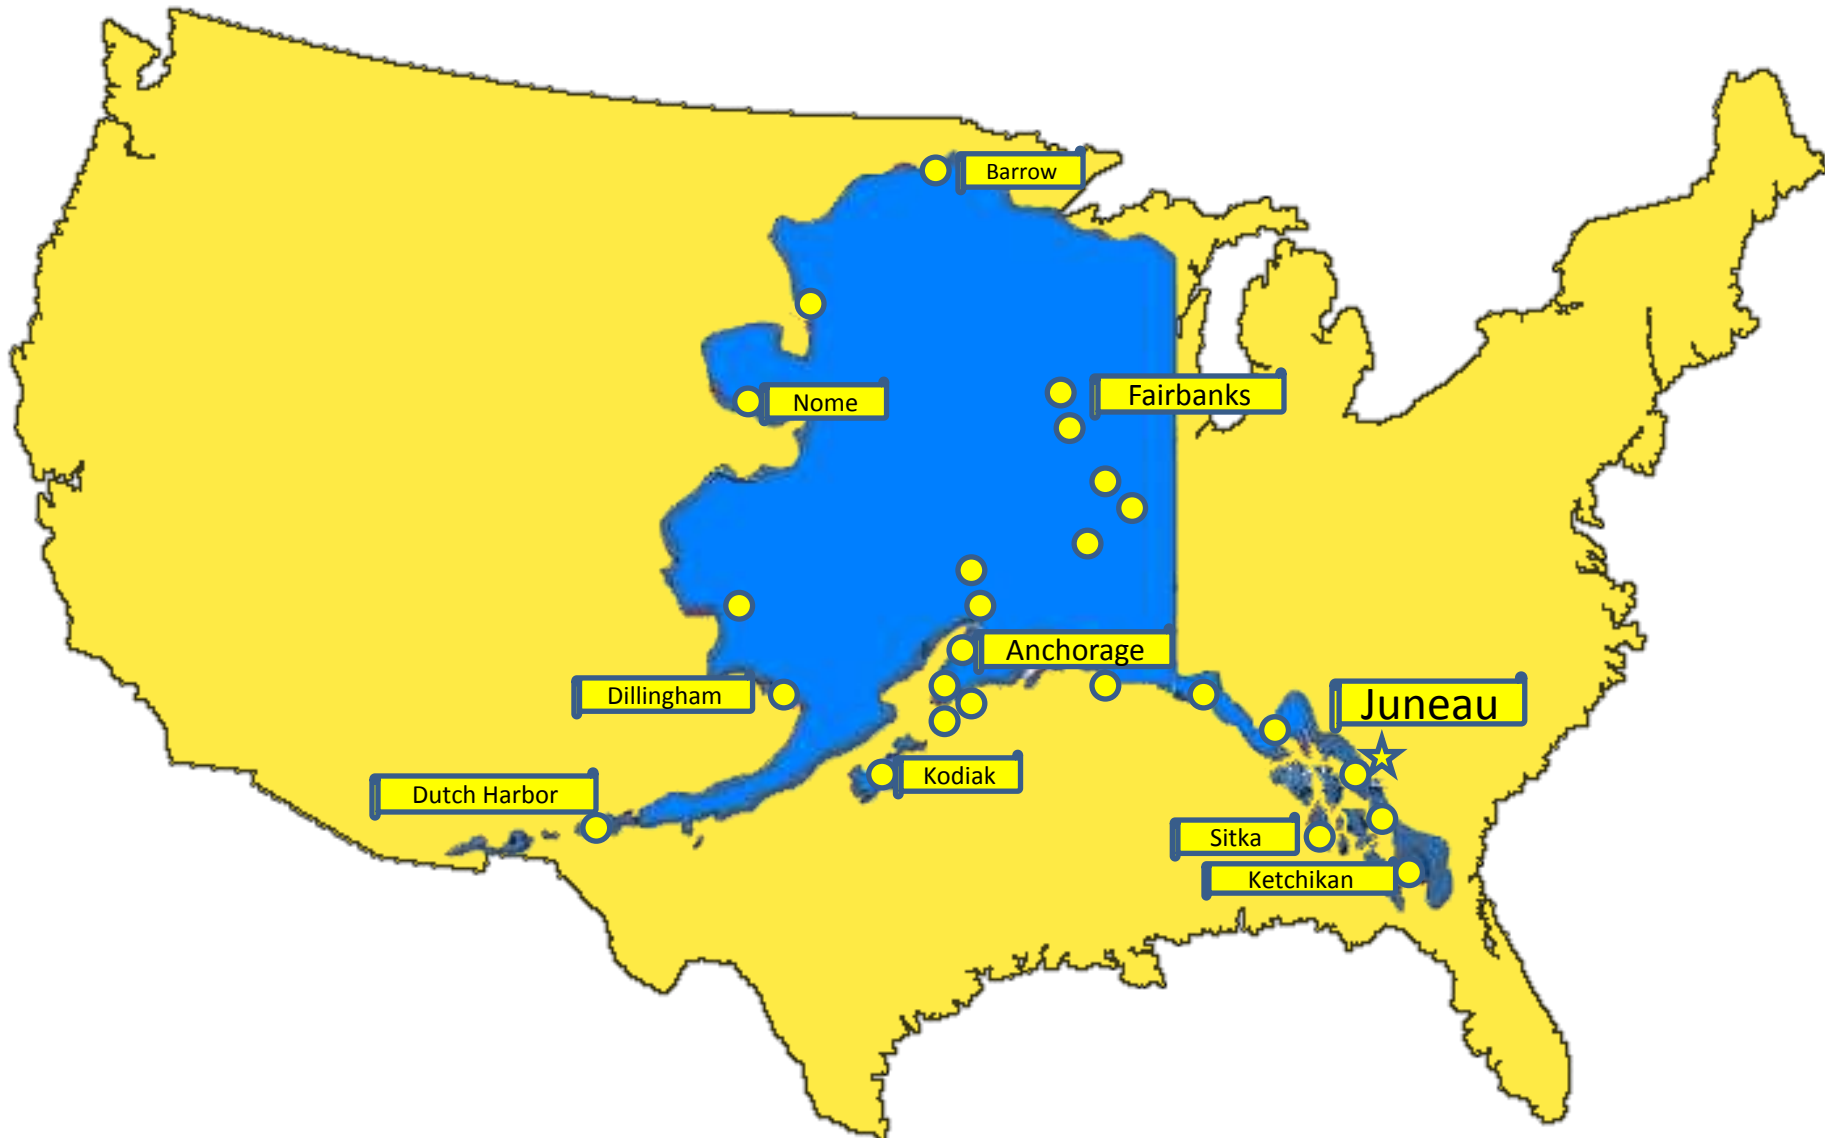 Barrow
Nome
Fairbanks
Anchorage
Dillingham
Juneau
Kodiak
Dutch Harbor
Sitka
Ketchikan